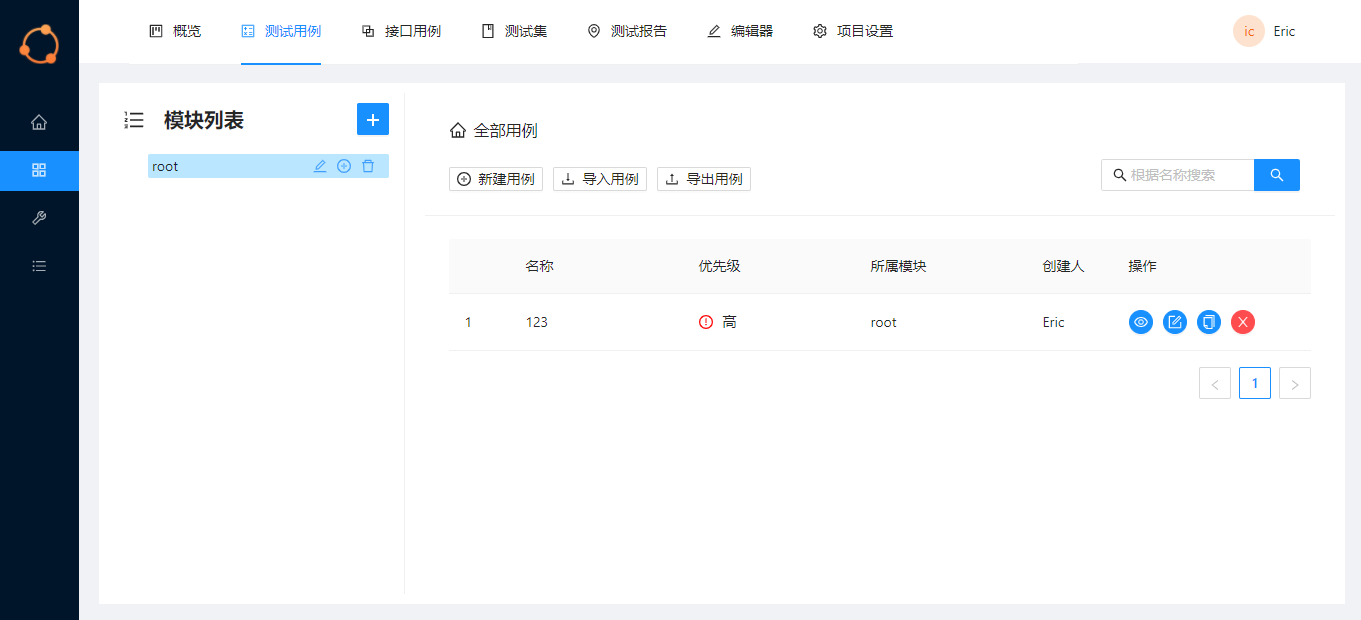 概览 测试用例 接口用例 测试集 测试报告 编辑器 项目设置 ic Eric
模块列表
root
全部用例
新建用例 导入用例 导出用例 根据名称搜索
名称 优先级 所属模块 创建人 操作
1 123 高 root Eric
< 1 >